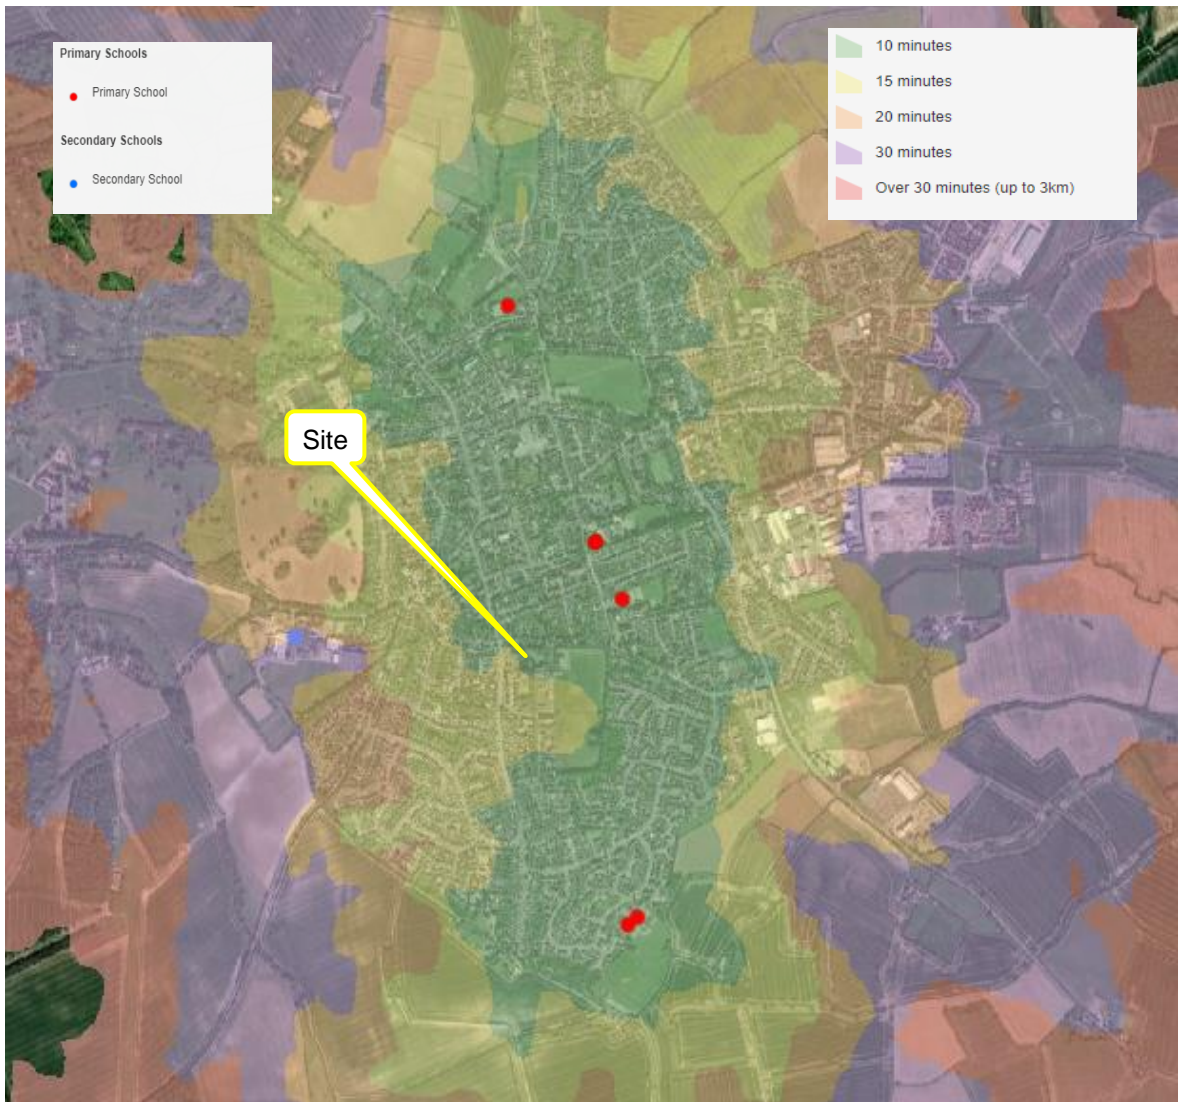 Primary Schools
Primary School
Secondary Schools
Secondary School
10 minutes
15 minutes
20 minutes
30 minutes
Over 30 minutes (up to 3km)
Site